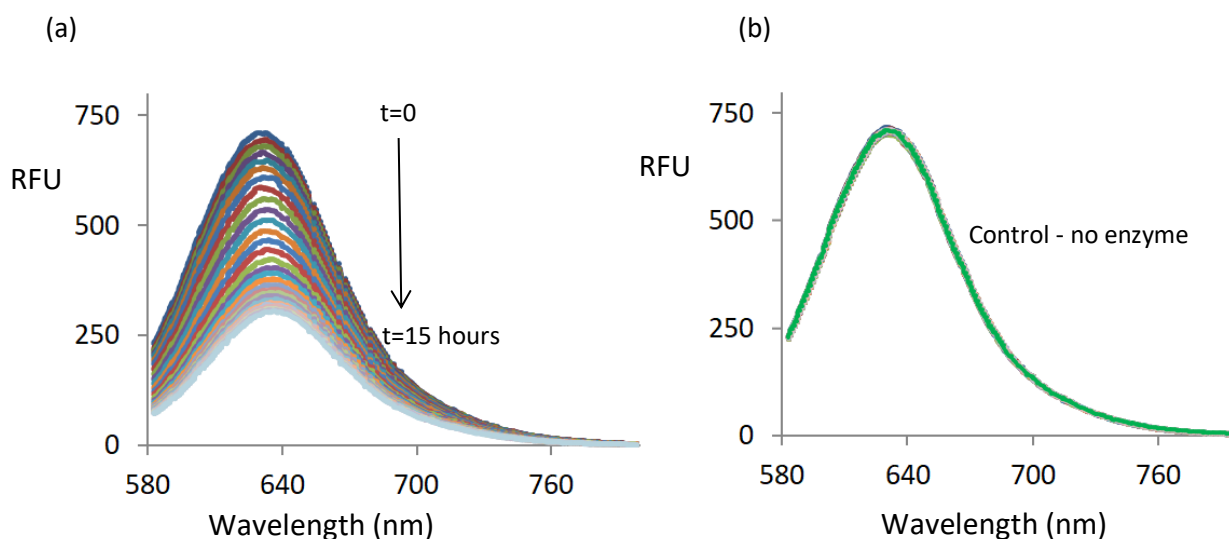 (a)
750
RFU
500
250
0
580
640
700
760
Wavelength (nm)
t=0
t=15 hours
(b)
750
RFU
500
250
0
580
640
700
760
Wavelength (nm)
Control - no enzyme